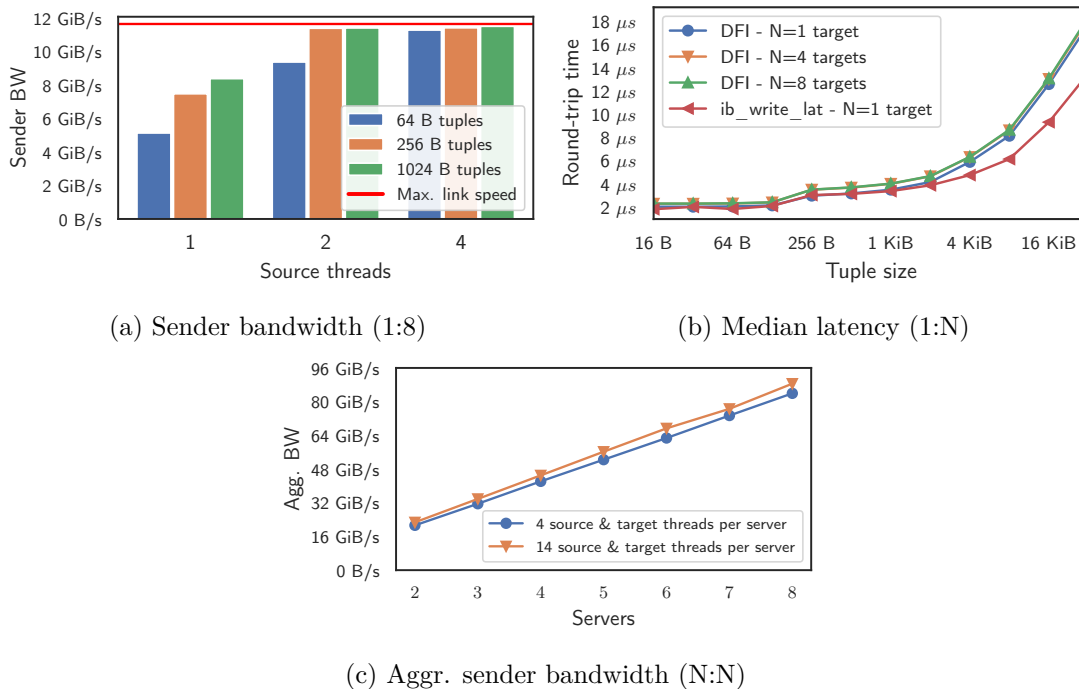 12 GiB/s
10 GiB/s
8 GiB/s
6 GiB/s
4 GiB/s
2 GiB/s
0 B/s
Sender BW
64 B tuples
256 B tuples
1024 B tuples
Max. link speed
1 2 4
Source threads
(a) Sender bandwidth (1:8)
18 μs
16 μs
14 μs
12 μs
10 μs
8 μs
6 μs
4 μs
2 μs
Round-trip time
DFI - N=1 target
DFI - N=4 targets
DFI - N=8 targets
ib_write_lat - N=1 target
16 B 64 B 256 B 1 KiB 4 KiB 16 KiB
Tuple size
(b) Median latency (1:N)
96 GiB/s
80 GiB/s
64 GiB/s
48 GiB/s
32 GiB/s
16 GiB/s
0 B/s
Agg. BW
4 source & target threads per server
14 source & target threads per server
2 3 4 5 6 7 8
Servers
(c) Aggr. sender bandwidth (N:N)